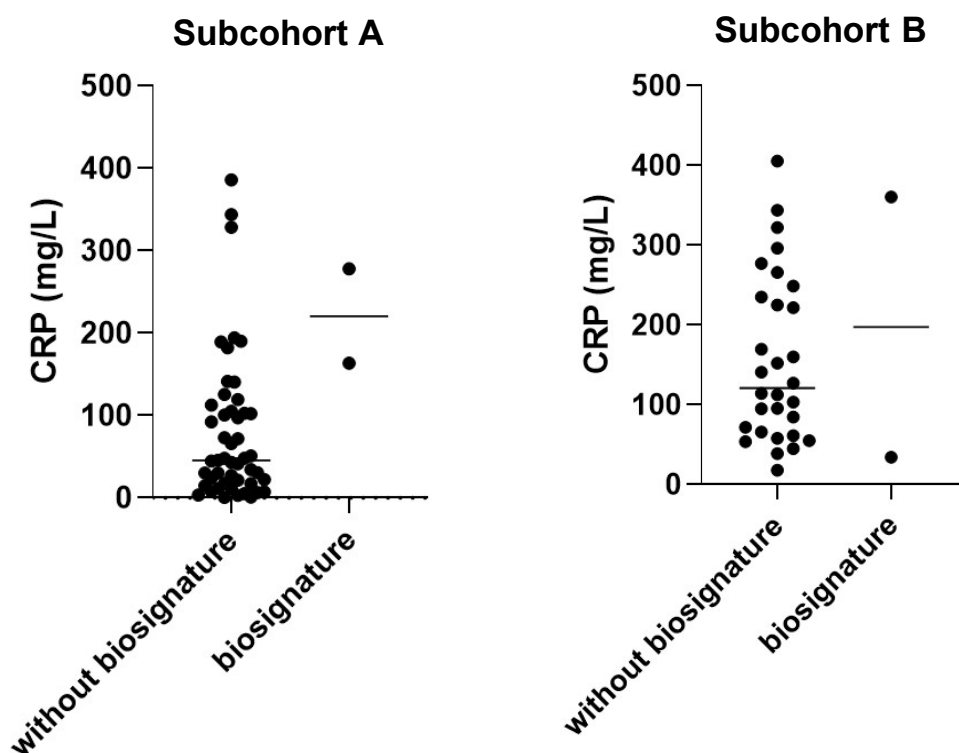 Subcohort A
500
400
300
200
100
0
CRP (mg/L)
without biosignature
biosignature
Subcohort B
500
400
300
200
100
0
CRP (mg/L)
without biosignature
biosignature